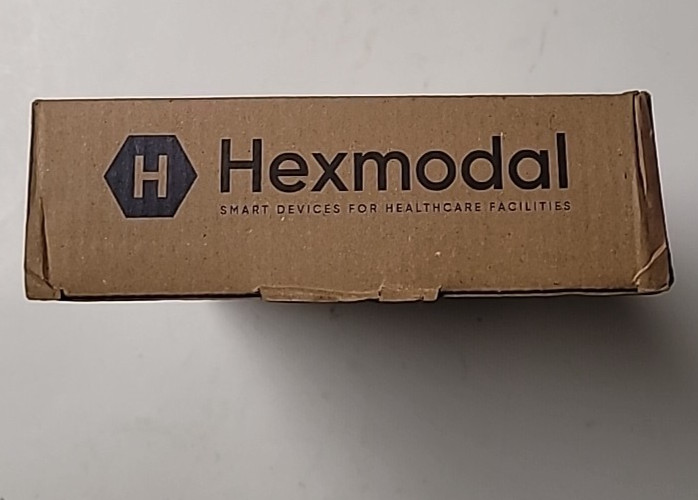 H Hexmodal
SMART DEVICES FOR HEALTHCARE FACILITIES